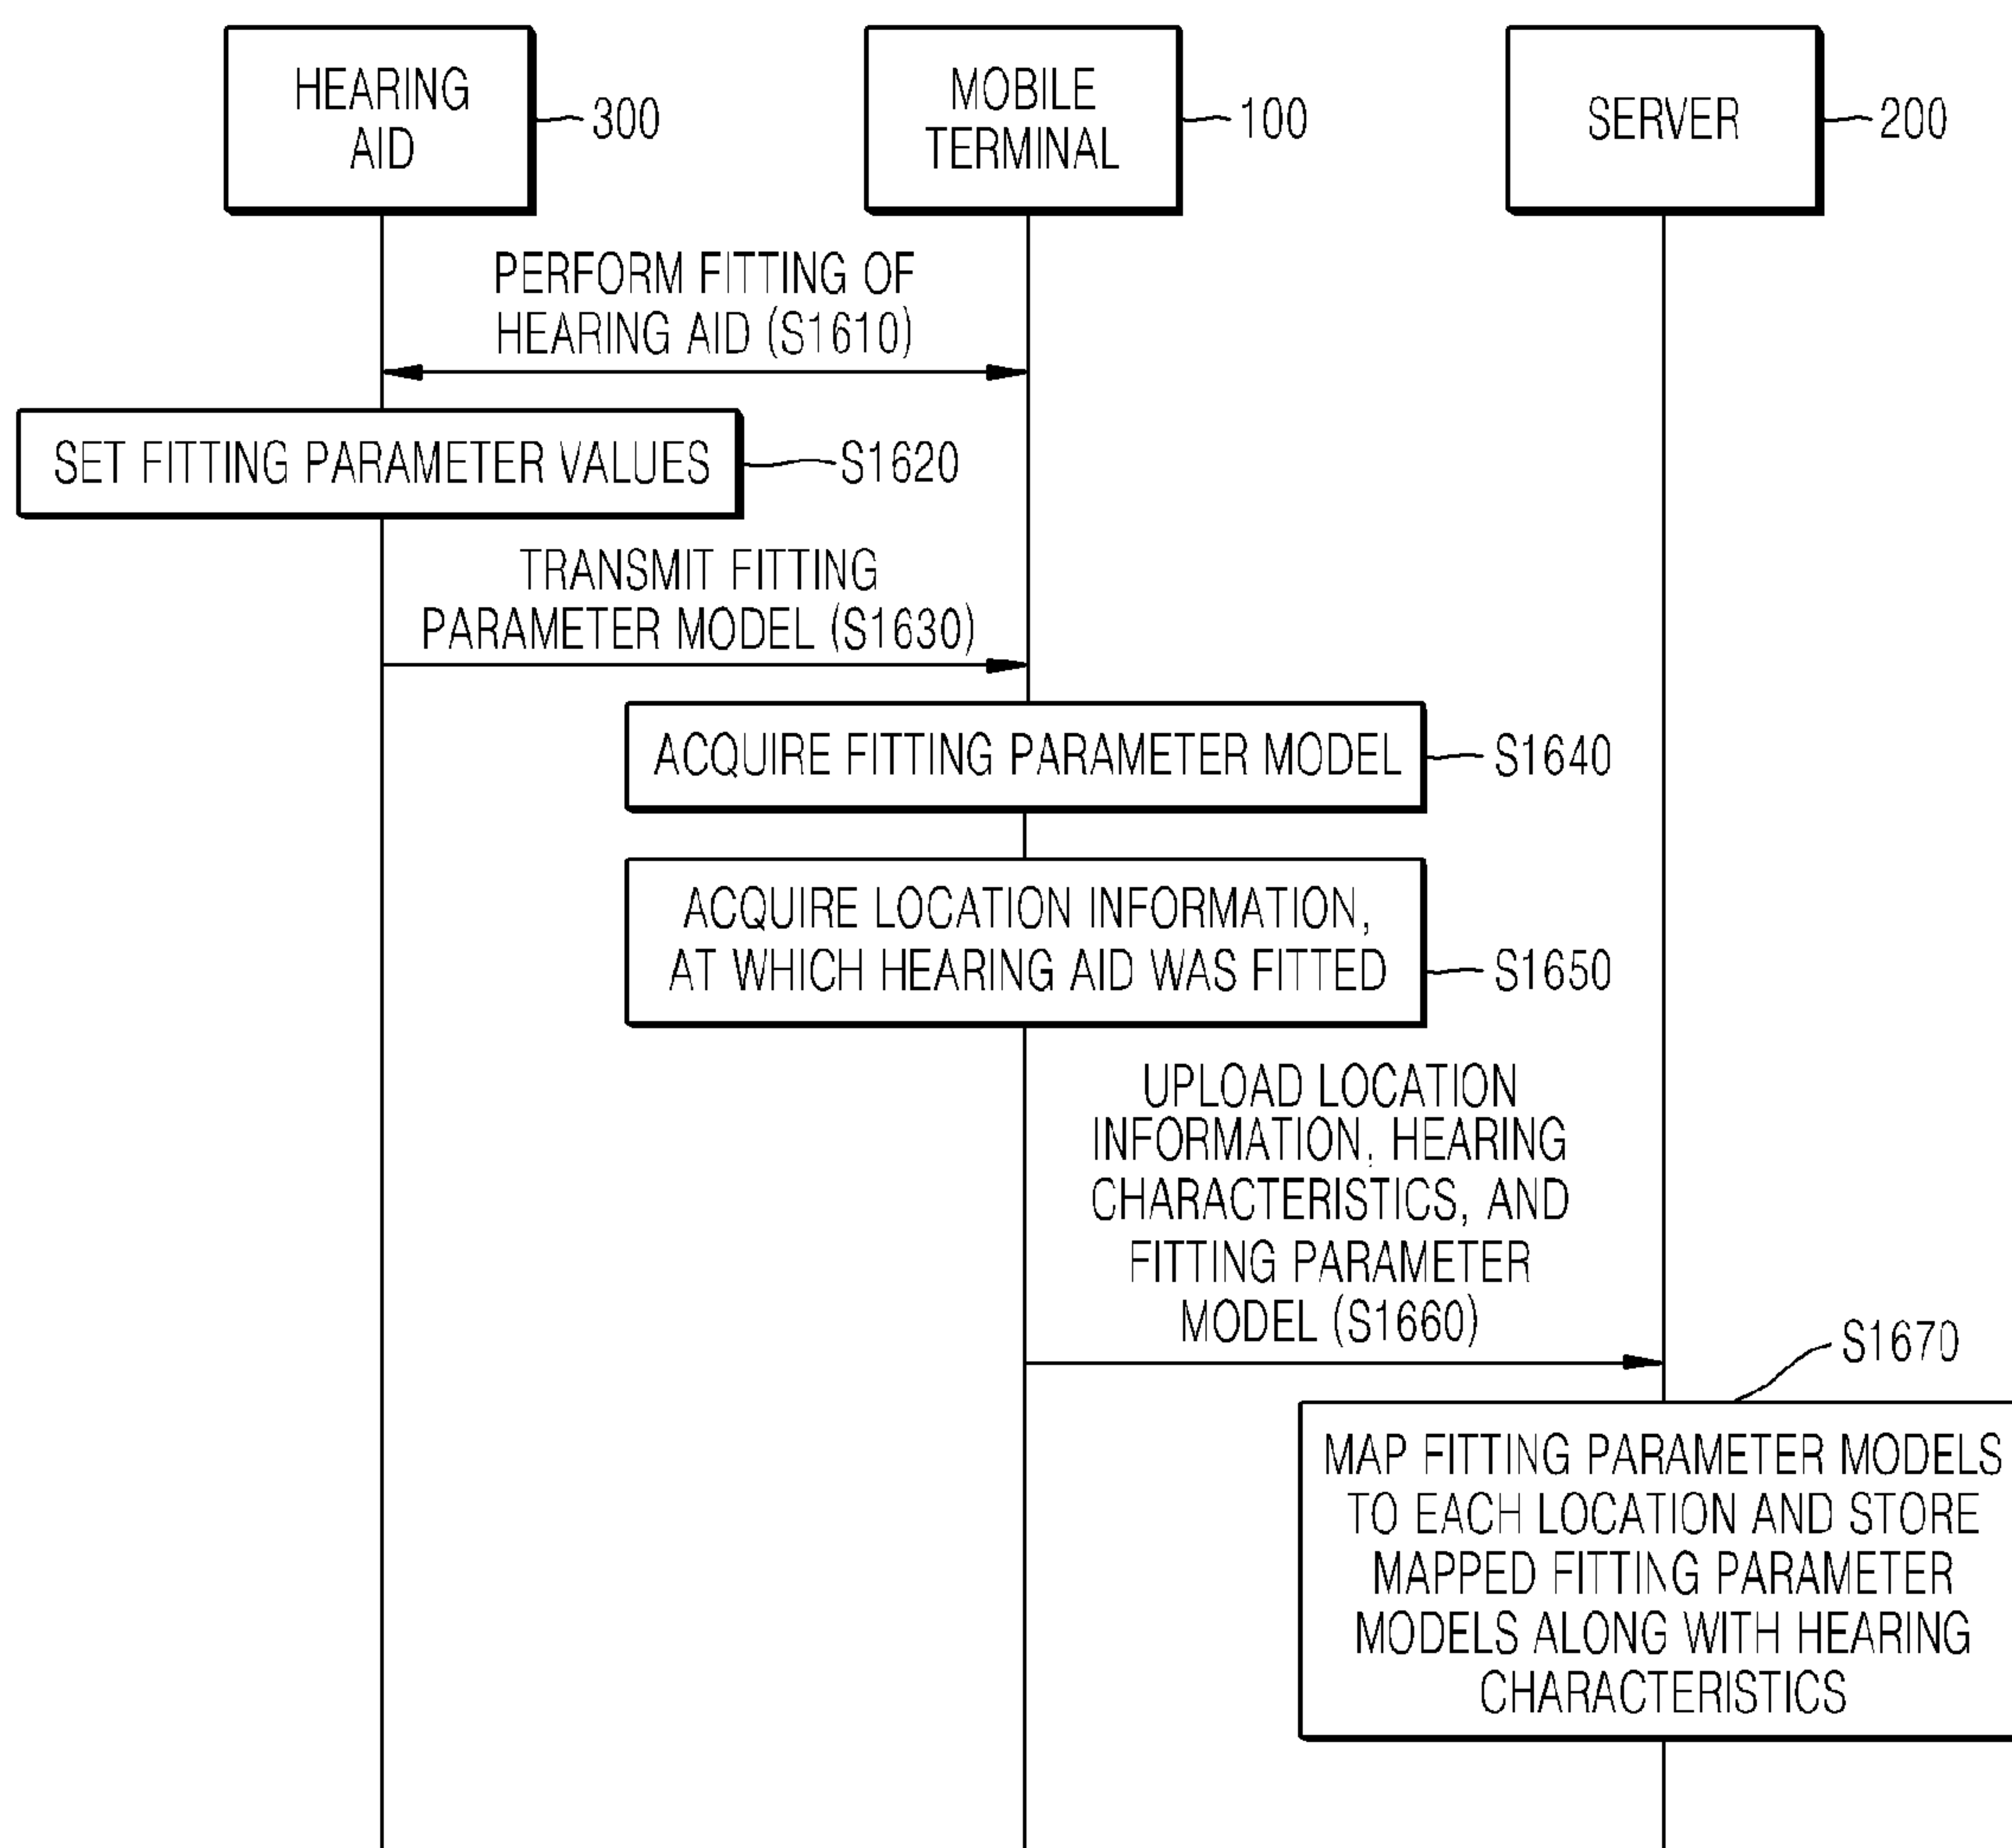 HEARING
AID
300
MOBILE
TERMINAL
100
SERVER
200
PERFORM FITTING OF
HEARING AID (S1610)
SET FITTING PARAMETER VALUES
S1620
TRANSMIT FITTING
PARAMETER MODEL (S1630)
ACQUIRE FITTING PARAMETER MODEL
S1640
ACQUIRE LOCATION INFORMATION,
AT WHICH HEARING AID WAS FITTED
S1650
UPLOAD LOCATION
INFORMATION, HEARING
CHARACTERISTICS, AND
FITTING PARAMETER
MODEL (S1660)
S1670
MAP FITTING PARAMETER MODELS
TO EACH LOCATION AND STORE
MAPPED FITTING PARAMETER
MODELS ALONG WITH HEARING
CHARACTERISTICS